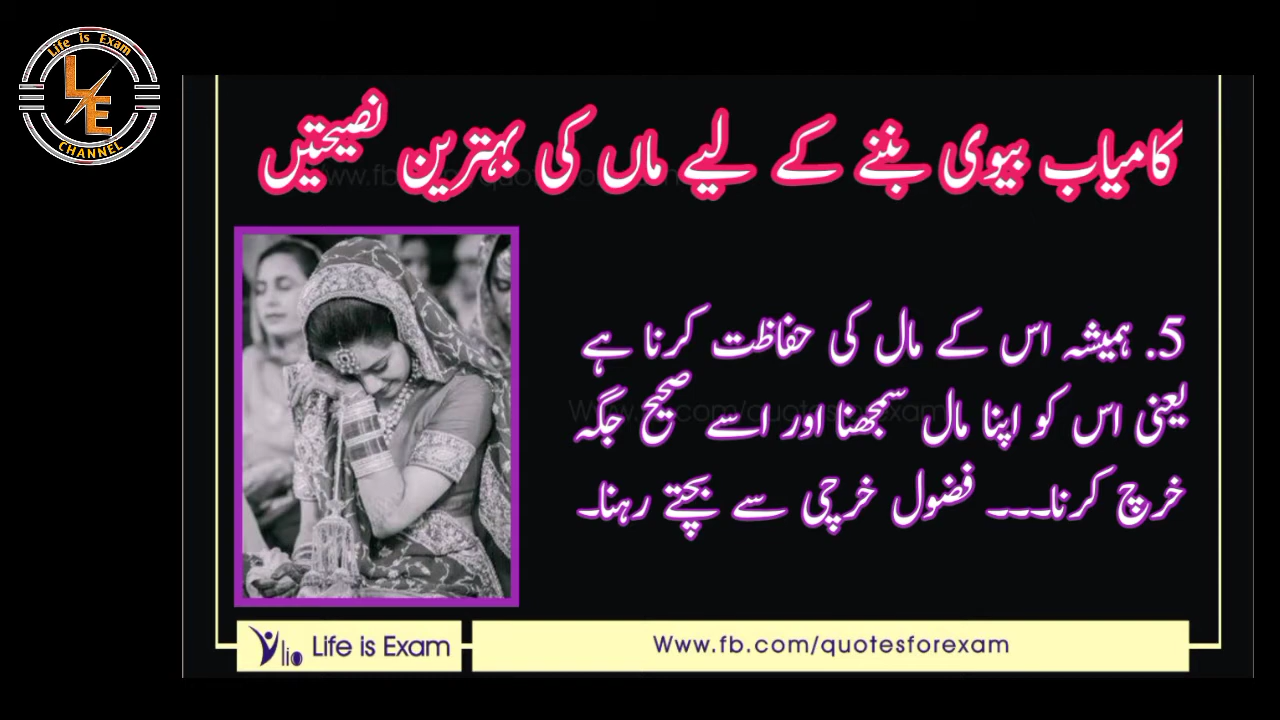 Life is Exam
LE
CHANNEL
کامیاب بیوی بننے کے لیے ماں کی بہترین نصیحتیں
5. ہمیشہ اس کے مال کی حفاظت کرنا ہے
یعنی اس کو اپنا مال سمجھنا اور اسے صحیح جگہ
خرچ کرنا۔۔۔ فضول خرچی سے بچتے رہنا۔
lio Life is Exam
Www.fb.com/quotesforexam